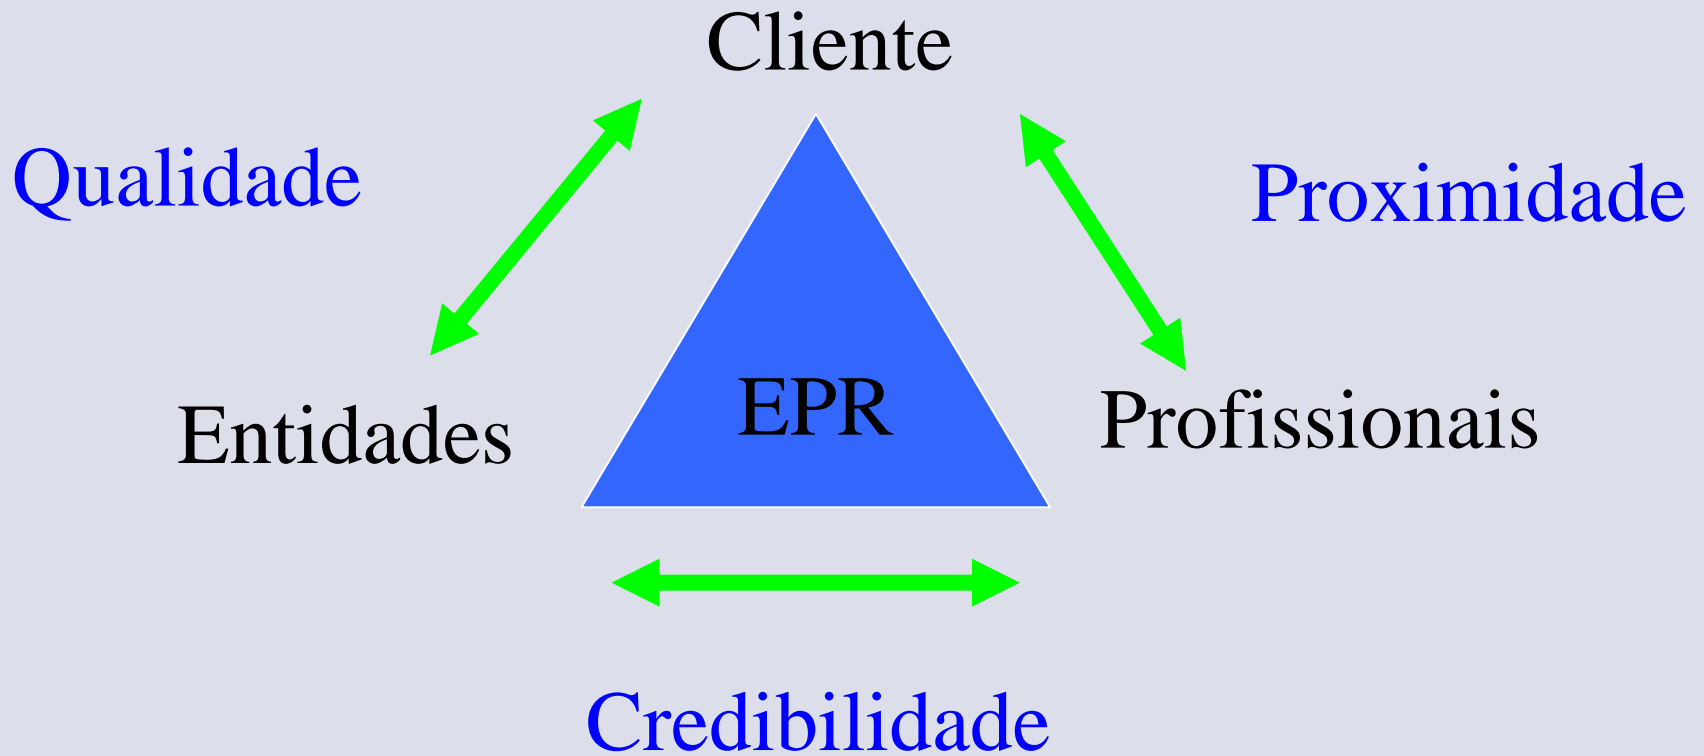 Cliente
Qualidade
Proximidade
EPR
Entidades
Profissionais
Credibilidade